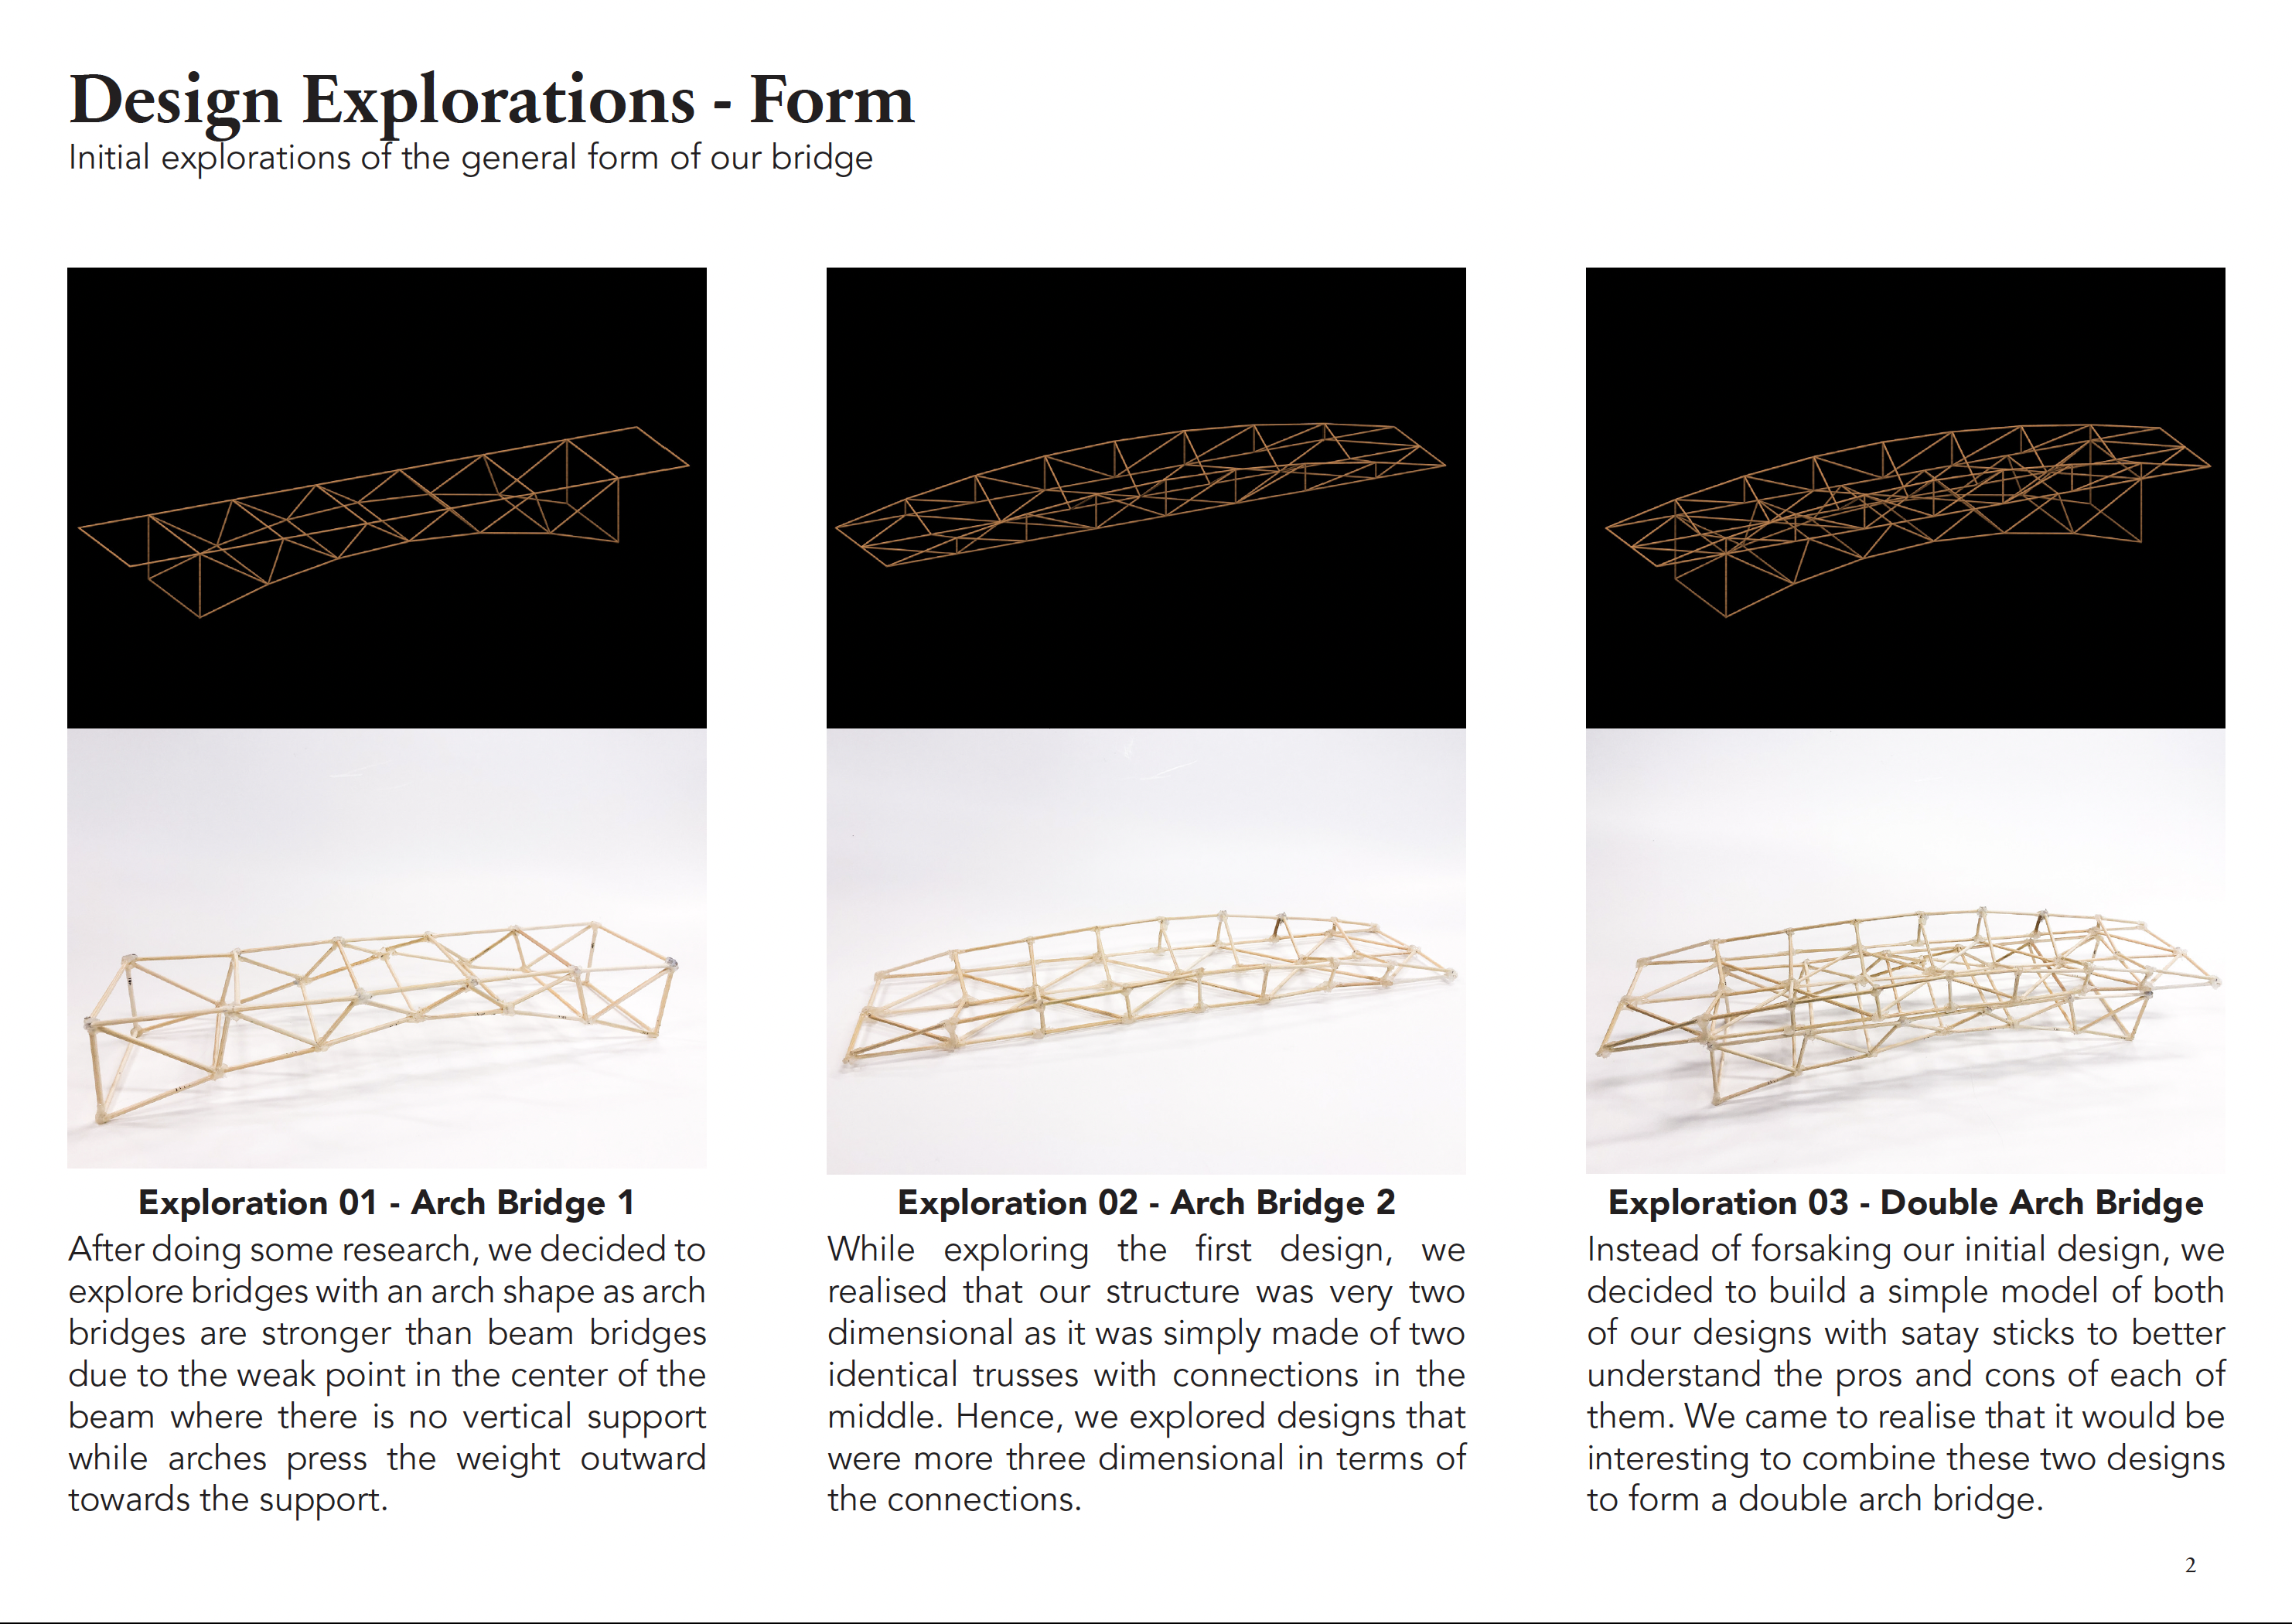 Design Explorations - Form
Initial explorations of the general form of our bridge
Exploration 01 - Arch Bridge 1
After doing some research, we decided to
explore bridges with an arch shape as arch
bridges are stronger than beam bridges
due to the weak point in the center of the
beam where there is no vertical support
while arches press the weight outward
towards the support.
Exploration 02 - Arch Bridge 2
While exploring the first design, we
realised that our structure was very two
dimensional as it was simply made of two
identical trusses with connections in the
middle. Hence, we explored designs that
were more three dimensional in terms of
the connections.
Exploration 03 - Double Arch Bridge
Instead of forsaking our initial design, we
decided to build a simple model of both
of our designs with satay sticks to better
understand the pros and cons of each of
them. We came to realise that it would be
interesting to combine these two designs
to form a double arch bridge.
2